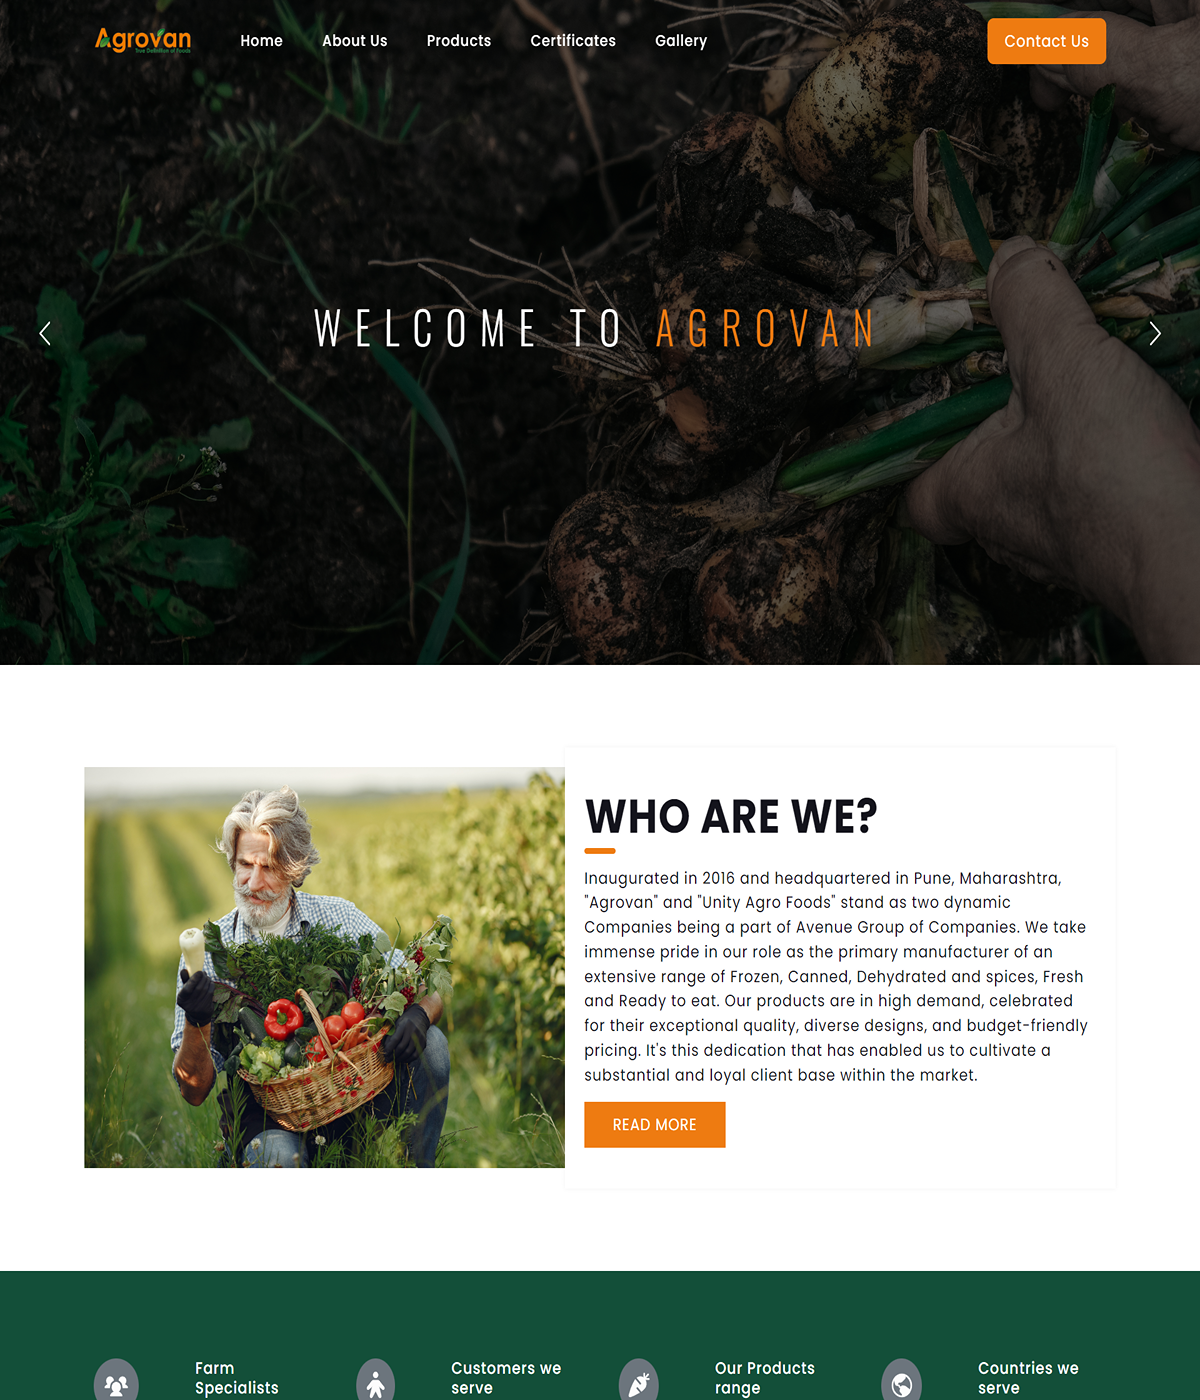 Agrovan
True Definition of Foods
Home
About Us
Products
Certificates
Gallery
Contact Us
WELCOME TO AGROVAN
WHO ARE WE?
Inaugurated in 2016 and headquartered in Pune, Maharashtra,
"Agrovan" and "Unity Agro Foods" stand as two dynamic
Companies being a part of Avenue Group of Companies. We take
immense pride in our role as the primary manufacturer of an
extensive range of Frozen, Canned, Dehydrated and spices, Fresh
and Ready to eat. Our products are in high demand, celebrated
for their exceptional quality, diverse designs, and budget-friendly
pricing. It's this dedication that has enabled us to cultivate a
substantial and loyal client base within the market.
READ MORE
Farm
Specialists
Customers we
serve
Our Products
range
Countries we
serve